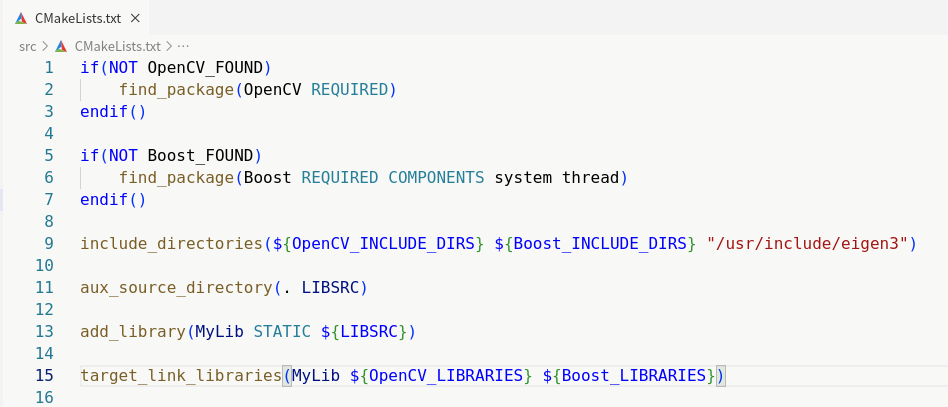 CMakeLists.txt ×
src > CMakeLists.txt > ...
1 if(NOT OpenCV_FOUND)
2     find_package(OpenCV REQUIRED)
3 endif()
4
5 if(NOT Boost_FOUND)
6     find_package(Boost REQUIRED COMPONENTS system thread)
7 endif()
8
9 include_directories(${OpenCV_INCLUDE_DIRS} ${Boost_INCLUDE_DIRS} "/usr/include/eigen3")
10
11 aux_source_directory(. LIBSRC)
12
13 add_library(MyLib STATIC ${LIBSRC})
14
15 target_link_libraries(MyLib ${OpenCV_LIBRARIES} ${Boost_LIBRARIES})
16